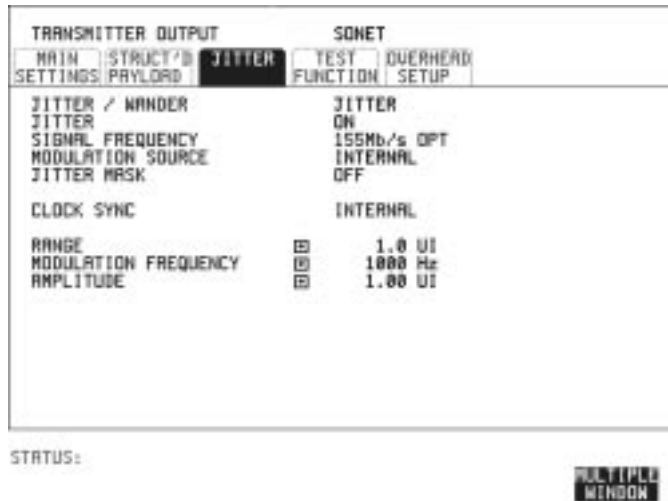 TRANSMITTER OUTPUT SONET
MAIN SETTINGS STRUCT'D PAYLOAD JITTER TEST FUNCTION OVERHEAD SETUP
JITTER / WANDER JITTER
JITTER ON
SIGNAL FREQUENCY 155Mb/s OPT
MODULATION SOURCE INTERNAL
JITTER MASK OFF
CLOCK SYNC INTERNAL
RANGE 1.0 UI
MODULATION FREQUENCY 1000 Hz
AMPLITUDE 1.00 UI
STATUS:
MULTIPLE
WINDOW